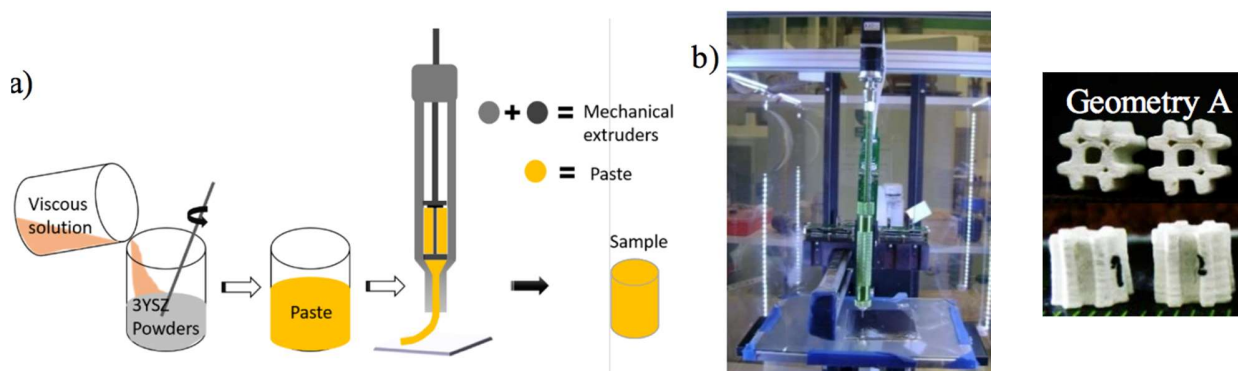 a)
Viscous
solution
3YSZ
Powders
Paste
+ = Mechanical
extruders
= Paste
Sample
b)
Geometry A
1
2